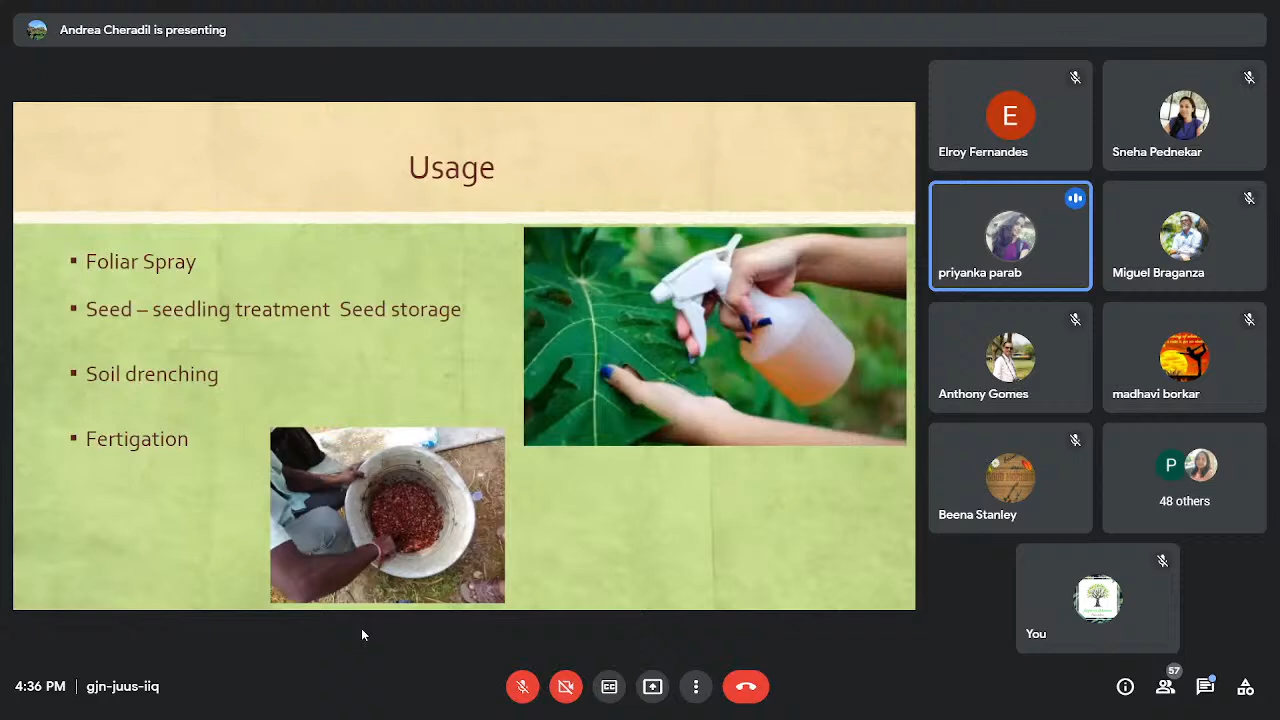 Andrea Cheradil is presenting
Usage
▪ Foliar Spray
▪ Seed – seedling treatment Seed storage
▪ Soil drenching
▪ Fertigation
E
Elroy Fernandes
Sneha Pednekar
priyanka parab
Miguel Braganza
Anthony Gomes
madhavi borkar
Beena Stanley
P
48 others
You
4:36 PM | gjn-juus-iiq
57